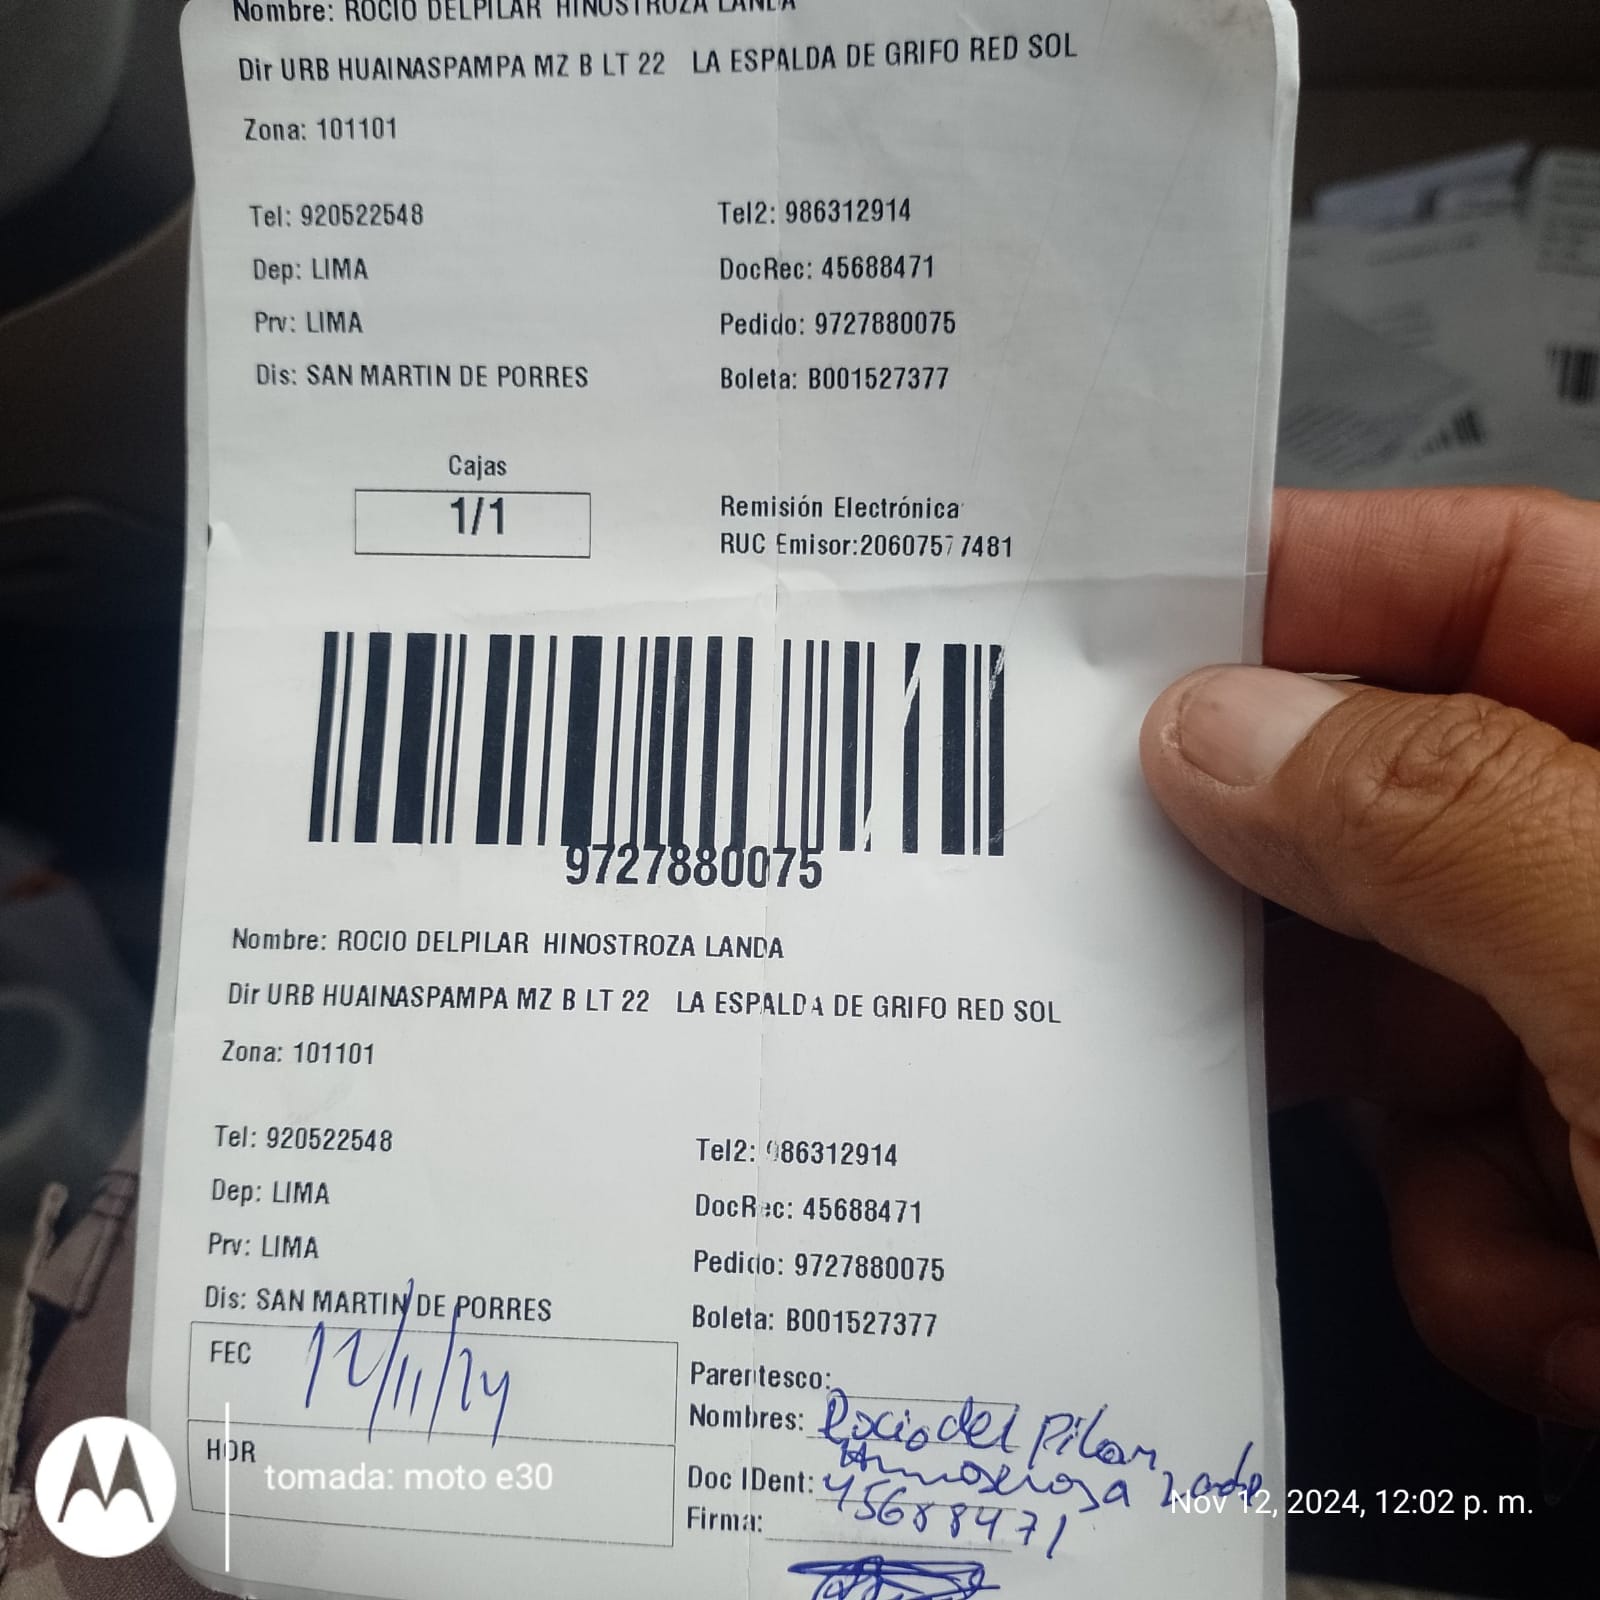 Nombre: ROCIO DELPILAR HINOSTROZA LANDA
Dir URB HUAINASPAMPA MZ B LT 22 LA ESPALDA DE GRIFO RED SOL
Zona: 101101
Tel: 920522548 Tel2: 986312914
Dep: LIMA DocRec: 45688471
Prv: LIMA Pedido: 9727880075
Dis: SAN MARTIN DE PORRES Boleta: B001527377
Cajas
1/1
Remisión Electrónica
RUC Emisor:20607577481
9727880075
Nombre: ROCIO DELPILAR HINOSTROZA LANDA
Dir URB HUAINASPAMPA MZ B LT 22 LA ESPALDA DE GRIFO RED SOL
Zona: 101101
Tel: 920522548 Tel2: 986312914
Dep: LIMA DocRec: 45688471
Prv: LIMA Pedido: 9727880075
Dis: SAN MARTIN DE PORRES Boleta: B001527377
FEC 12/11/24
Parentesco:
Nombres: Rocio del Pilar
Hinostroza Landa
HOR
Doc IDent: 45688471
Firma:
tomada: moto e30
Nov 12, 2024, 12:02 p. m.